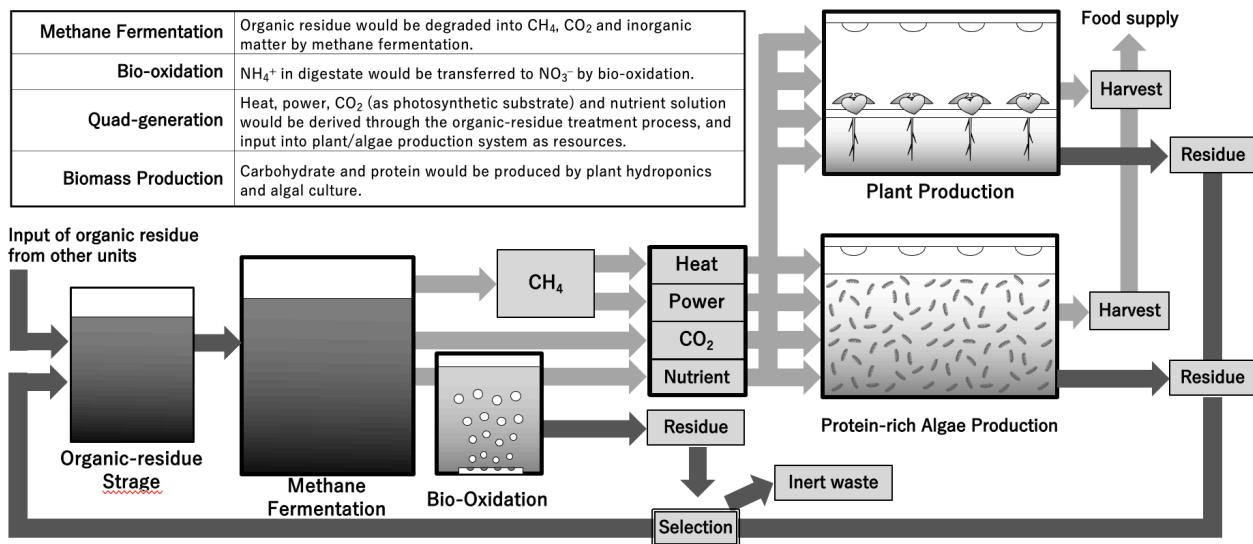 Methane Fermentation
Organic residue would be degraded into CH₄, CO₂ and inorganic
matter by methane fermentation.
Bio-oxidation
NH₄⁺ in digestate would be transferred to NO₃⁻ by bio-oxidation.
Quad-generation
Heat, power, CO₂ (as photosynthetic substrate) and nutrient solution
would be derived through the organic-residue treatment process, and
input into plant/algae production system as resources.
Biomass Production
Carbohydrate and protein would be produced by plant hydroponics
and algal culture.
Food supply
Harvest
Residue
Plant Production
Input of organic residue
from other units
CH₄
Heat
Power
CO₂
Nutrient
Harvest
Residue
Protein-rich Algae Production
Residue
Organic-residue
Strage
Methane
Fermentation
Bio-Oxidation
Inert waste
Selection